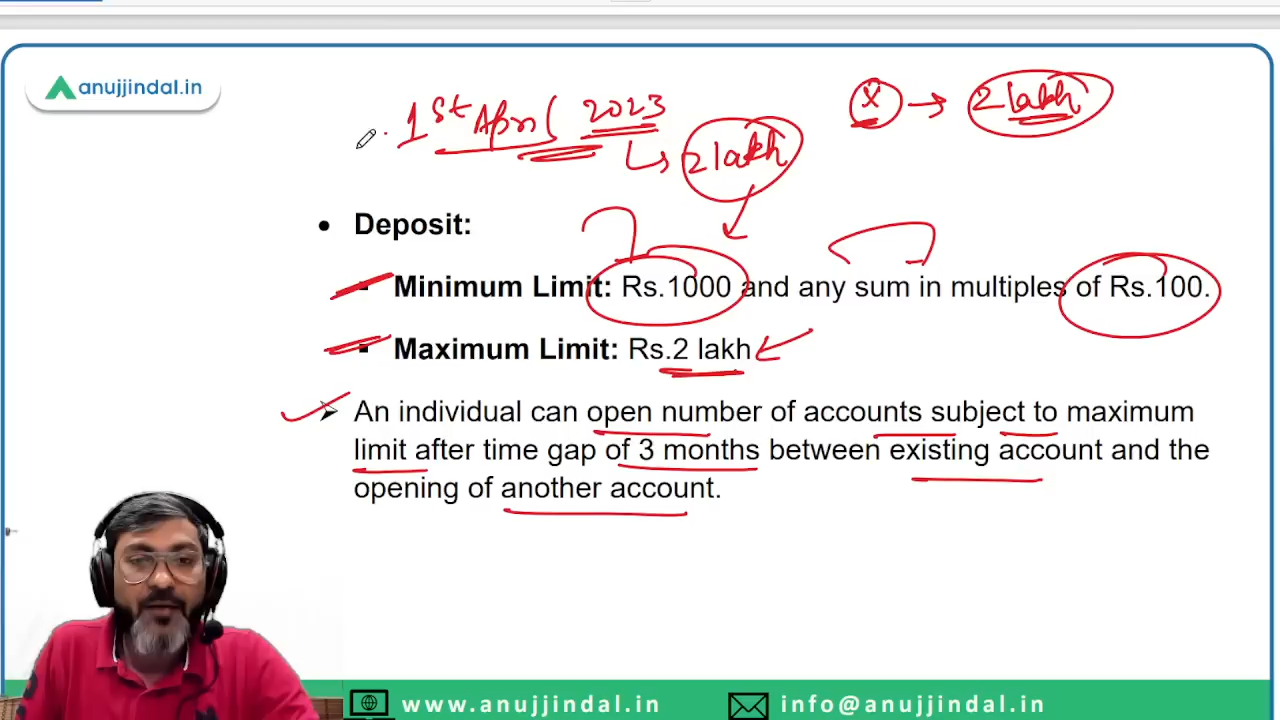 anujjindal.in
1st April 2023
X → 2 lakh
↳ 2 lakh
• Deposit:
▪ Minimum Limit: Rs.1000 and any sum in multiples of Rs.100.
▪ Maximum Limit: Rs.2 lakh
➢ An individual can open number of accounts subject to maximum
limit after time gap of 3 months between existing account and the
opening of another account.
www.anujjindal.in
info@anujjindal.in